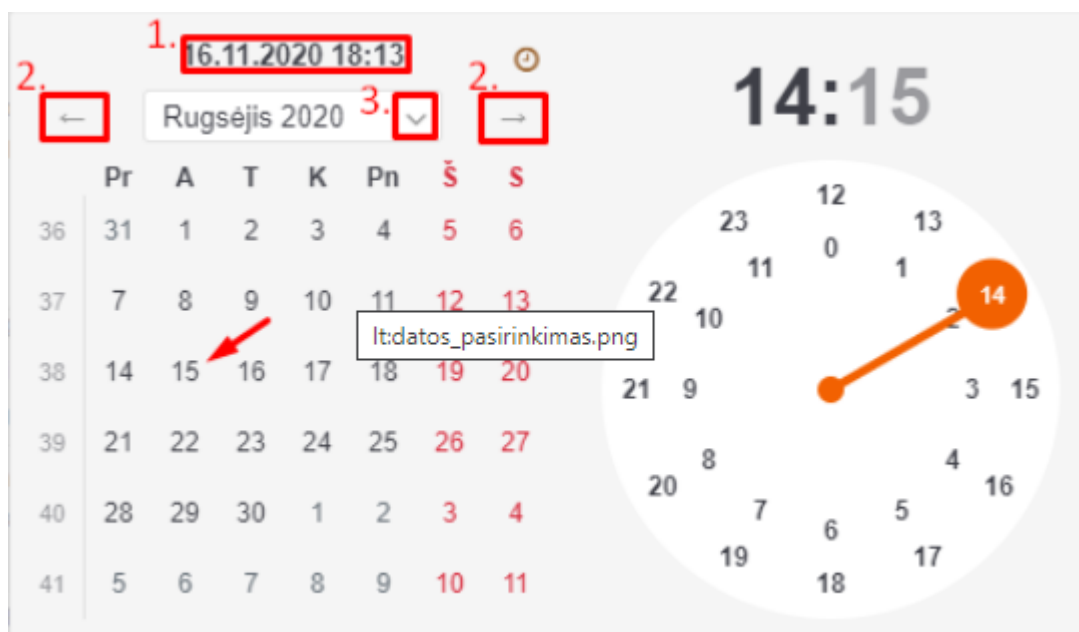 1. 16.11.2020 18:13
2. ← Rugsėjis 2020 3. 2. →
Pr A T K Pn Š S
36 31 1 2 3 4 5 6
37 7 8 9 10 11 12 13
38 14 15 16 17 18 19 20
39 21 22 23 24 25 26 27
40 28 29 30 1 2 3 4
41 5 6 7 8 9 10 11
lt:datos_pasirinkimas.png
14:15
12
23 13
0
11 1
22 14
10 2
21 9 3 15
8 4
20 16
7 5
6
19 17
18